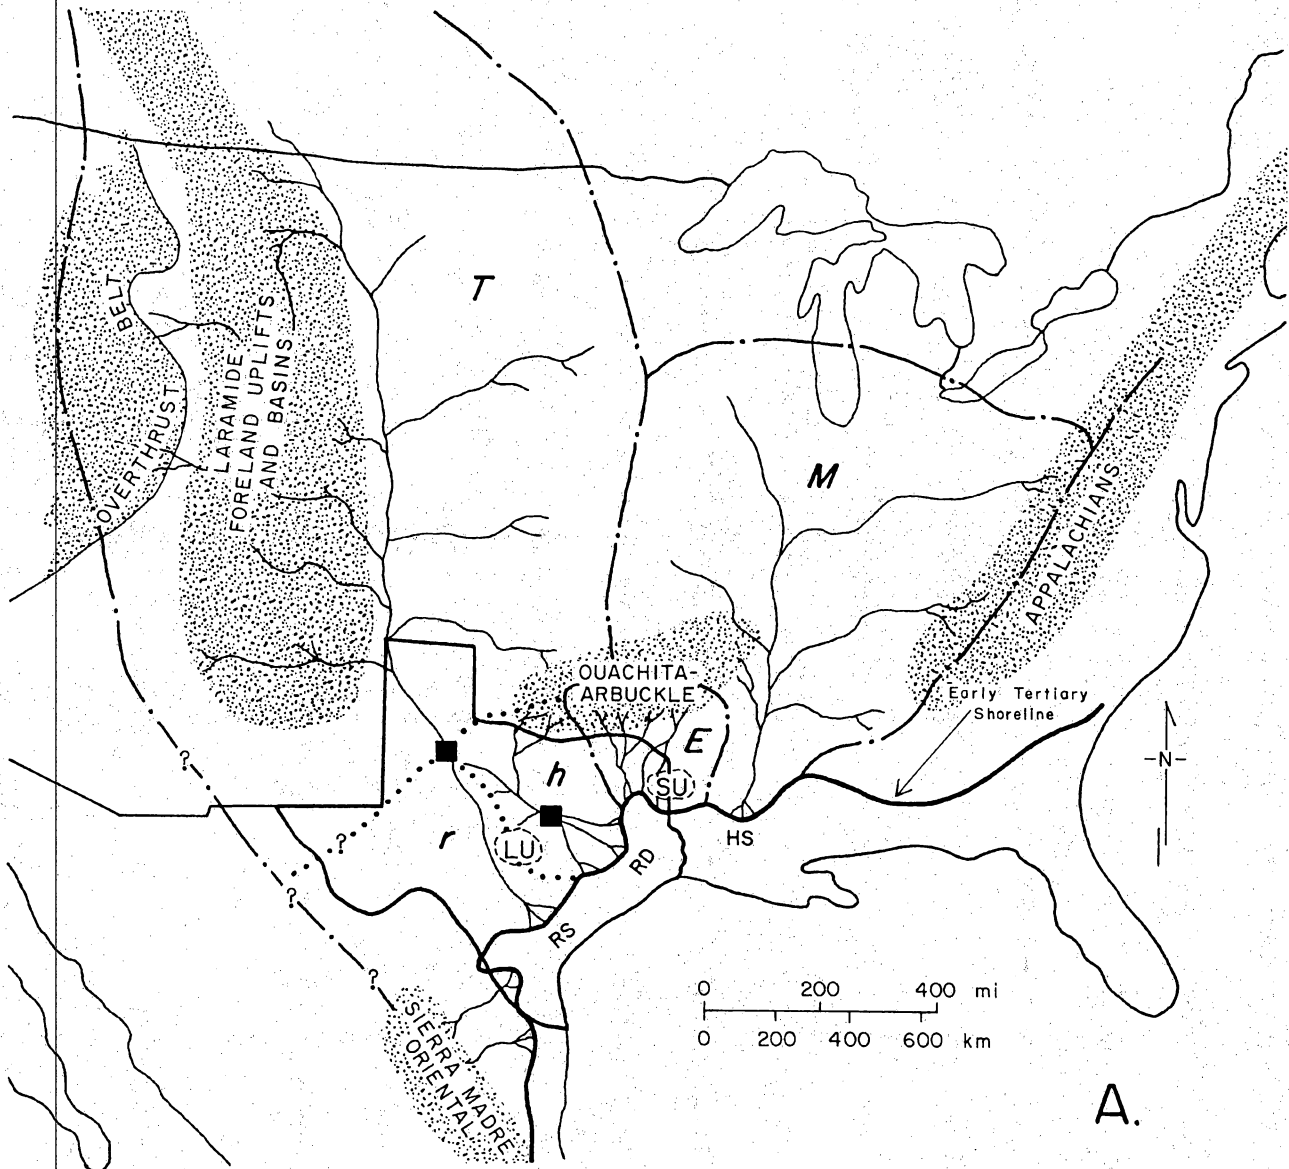 T
BELT
OVERTHRUST
LARAMIDE
FORELAND UPLIFTS
AND BASINS
M
APPALACHIANS
OUACHITA-
ARBUCKLE
Early Tertiary
Shoreline
E
h
SU
-N-
?
?
r
LU
HS
RD
?
RS
?
0 200 400 mi
0 200 400 600 km
SIERRA MADRE
ORIENTAL
A.